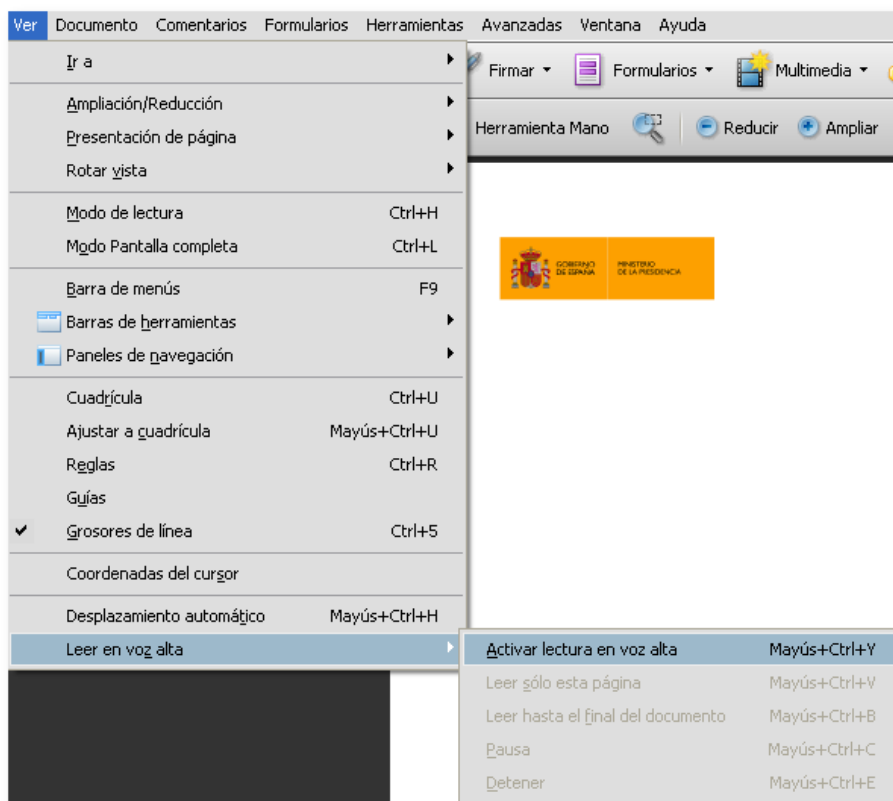 Ver Documento Comentarios Formularios Herramientas Avanzadas Ventana Ayuda
Firmar Formularios Multimedia
Herramienta Mano Reducir Ampliar
Ir a
Ampliación/Reducción
Presentación de página
Rotar vista
Modo de lectura Ctrl+H
Modo Pantalla completa Ctrl+L
Barra de menús F9
Barras de herramientas
Paneles de navegación
Cuadrícula Ctrl+U
Ajustar a cuadrícula Mayús+Ctrl+U
Reglas Ctrl+R
Guías
Grosores de línea Ctrl+5
Coordenadas del cursor
Desplazamiento automático Mayús+Ctrl+H
Leer en voz alta
GOBIERNO
DE ESPAÑA
MINISTERIO
DE LA PRESIDENCIA
Activar lectura en voz alta Mayús+Ctrl+Y
Leer sólo esta página Mayús+Ctrl+V
Leer hasta el final del documento Mayús+Ctrl+B
Pausa Mayús+Ctrl+C
Detener Mayús+Ctrl+E